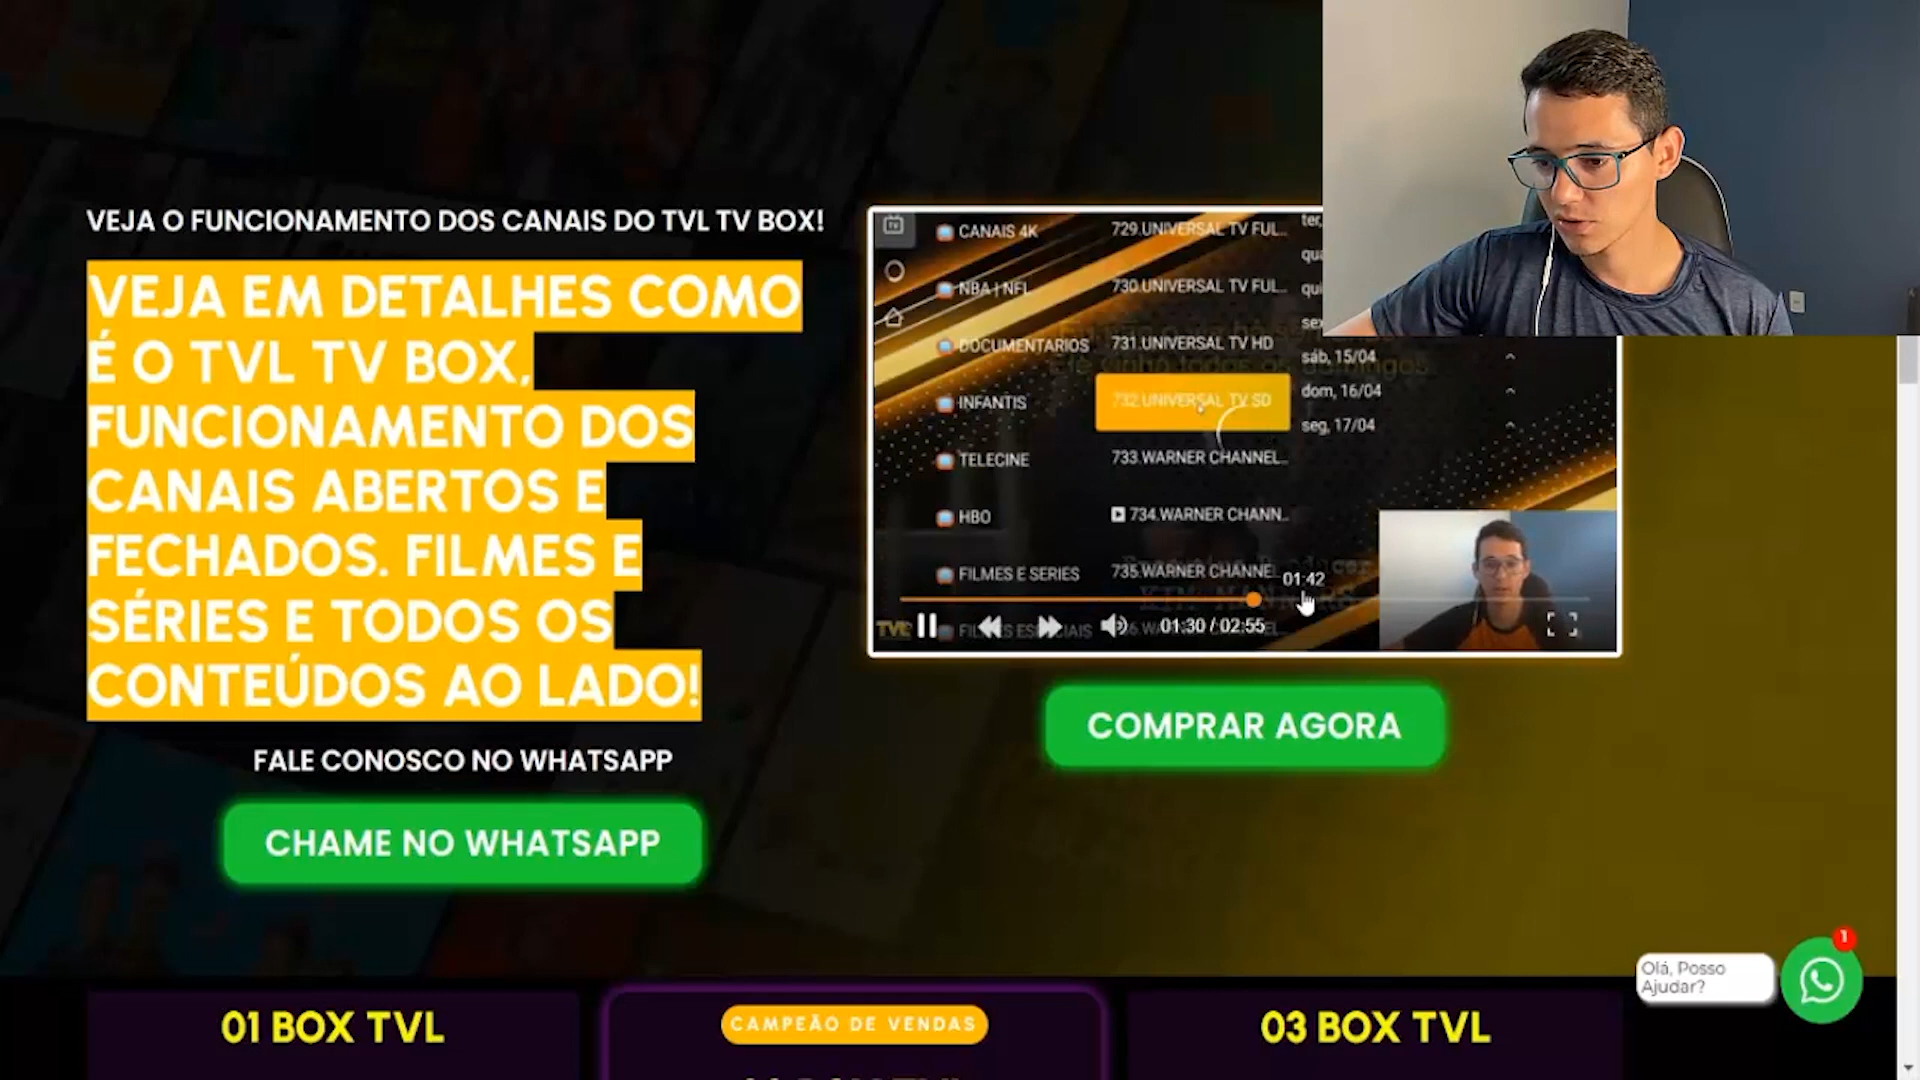 VEJA O FUNCIONAMENTO DOS CANAIS DO TVL TV BOX!
VEJA EM DETALHES COMO
É O TVL TV BOX,
FUNCIONAMENTO DOS
CANAIS ABERTOS E
FECHADOS. FILMES E
SÉRIES E TODOS OS
CONTEÚDOS AO LADO!
FALE CONOSCO NO WHATSAPP
CHAME NO WHATSAPP
CANAIS 4K
NBA | NFL
DOCUMENTARIOS
INFANTIS
TELECINE
HBO
FILMES E SERIES
729.UNIVERSAL TV FUL...
730.UNIVERSAL TV FUL...
731.UNIVERSAL TV HD
732.UNIVERSAL TV SD
733.WARNER CHANNEL...
734.WARNER CHANN...
735.WARNER CHANNE
ter,
qua
qui
sex
sáb, 15/04
dom, 16/04
seg, 17/04
01:42
TVL
01:30 / 02:55
COMPRAR AGORA
Olá, Posso
Ajudar?
1
01 BOX TVL
CAMPEÃO DE VENDAS
03 BOX TVL